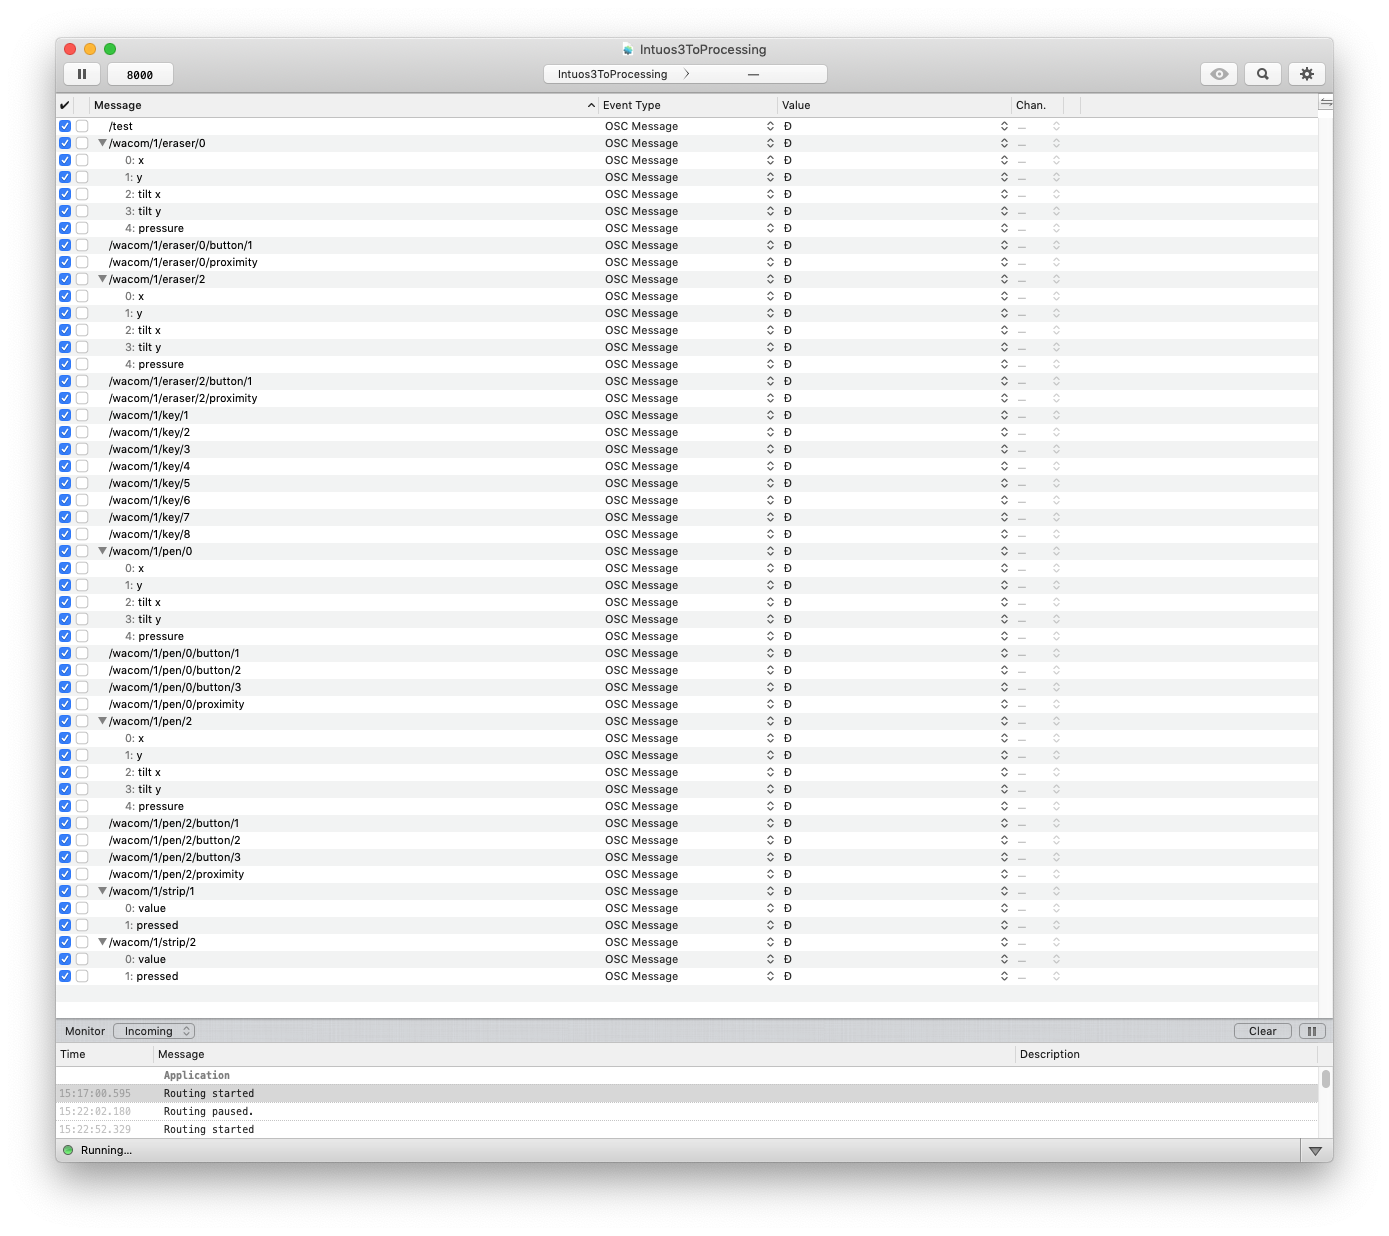 Intuos3ToProcessing
8000
Intuos3ToProcessing —
✔ Message Event Type Value Chan.
/test OSC Message Đ –
/wacom/1/eraser/0 OSC Message Đ –
0: x OSC Message Đ –
1: y OSC Message Đ –
2: tilt x OSC Message Đ –
3: tilt y OSC Message Đ –
4: pressure OSC Message Đ –
/wacom/1/eraser/0/button/1 OSC Message Đ –
/wacom/1/eraser/0/proximity OSC Message Đ –
/wacom/1/eraser/2 OSC Message Đ –
0: x OSC Message Đ –
1: y OSC Message Đ –
2: tilt x OSC Message Đ –
3: tilt y OSC Message Đ –
4: pressure OSC Message Đ –
/wacom/1/eraser/2/button/1 OSC Message Đ –
/wacom/1/eraser/2/proximity OSC Message Đ –
/wacom/1/key/1 OSC Message Đ –
/wacom/1/key/2 OSC Message Đ –
/wacom/1/key/3 OSC Message Đ –
/wacom/1/key/4 OSC Message Đ –
/wacom/1/key/5 OSC Message Đ –
/wacom/1/key/6 OSC Message Đ –
/wacom/1/key/7 OSC Message Đ –
/wacom/1/key/8 OSC Message Đ –
/wacom/1/pen/0 OSC Message Đ –
0: x OSC Message Đ –
1: y OSC Message Đ –
2: tilt x OSC Message Đ –
3: tilt y OSC Message Đ –
4: pressure OSC Message Đ –
/wacom/1/pen/0/button/1 OSC Message Đ –
/wacom/1/pen/0/button/2 OSC Message Đ –
/wacom/1/pen/0/button/3 OSC Message Đ –
/wacom/1/pen/0/proximity OSC Message Đ –
/wacom/1/pen/2 OSC Message Đ –
0: x OSC Message Đ –
1: y OSC Message Đ –
2: tilt x OSC Message Đ –
3: tilt y OSC Message Đ –
4: pressure OSC Message Đ –
/wacom/1/pen/2/button/1 OSC Message Đ –
/wacom/1/pen/2/button/2 OSC Message Đ –
/wacom/1/pen/2/button/3 OSC Message Đ –
/wacom/1/pen/2/proximity OSC Message Đ –
/wacom/1/strip/1 OSC Message Đ –
0: value OSC Message Đ –
1: pressed OSC Message Đ –
/wacom/1/strip/2 OSC Message Đ –
0: value OSC Message Đ –
1: pressed OSC Message Đ –
Monitor Incoming Clear
Time Message Description
Application
15:17:00.595 Routing started
15:22:02.180 Routing paused.
15:22:52.329 Routing started
Running...